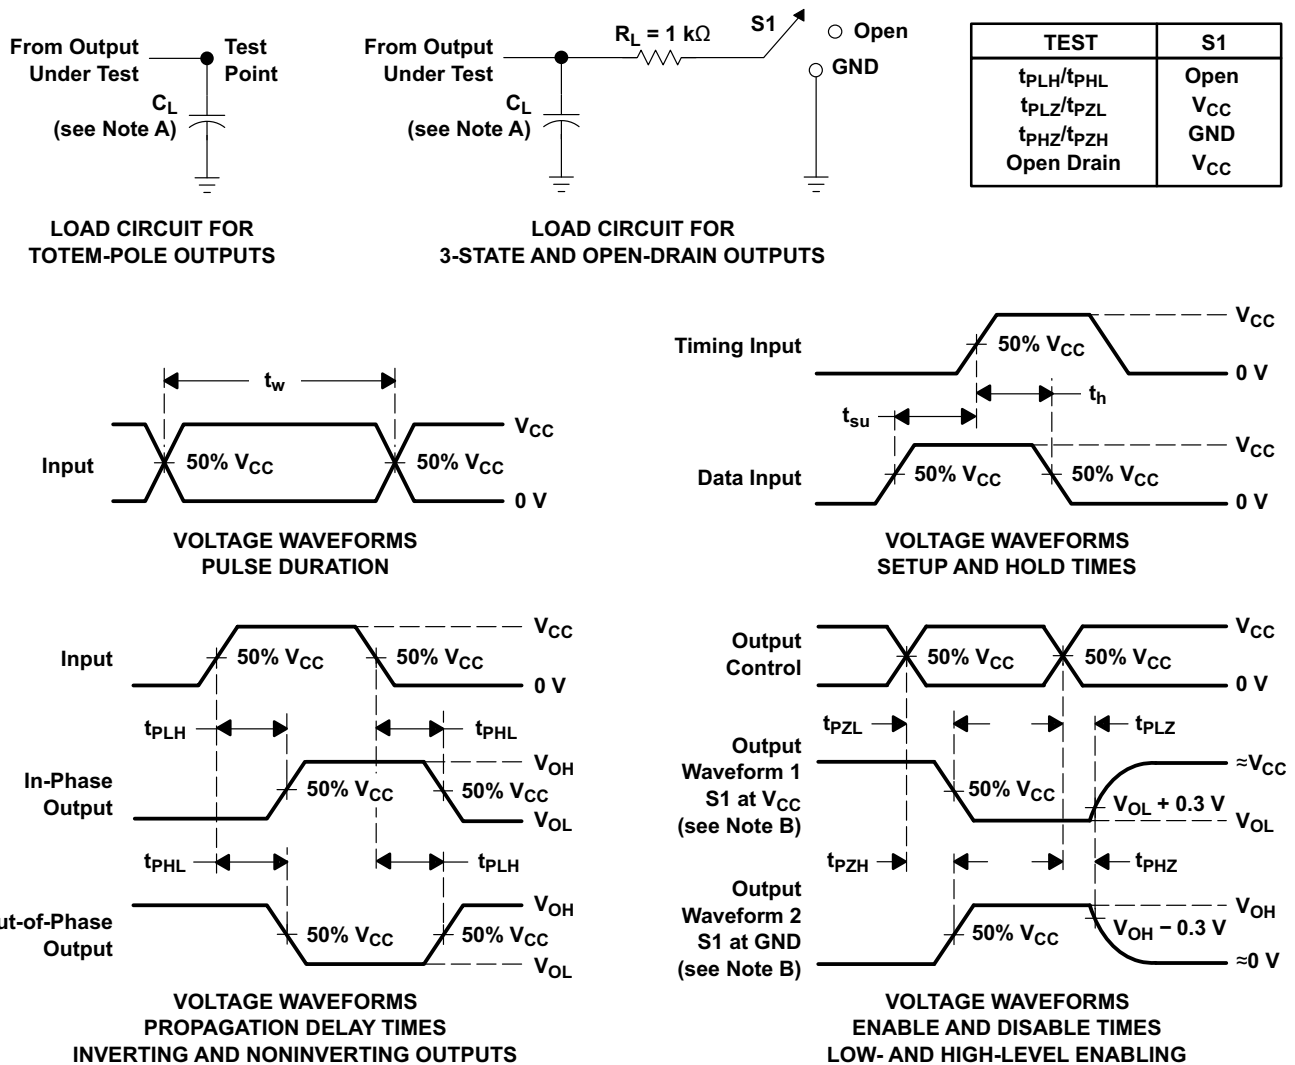 From Output
Under Test
Test
Point
CL
(see Note A)
LOAD CIRCUIT FOR
TOTEM-POLE OUTPUTS
From Output
Under Test
RL = 1 kΩ
S1
Open
GND
CL
(see Note A)
LOAD CIRCUIT FOR
3-STATE AND OPEN-DRAIN OUTPUTS
TEST S1
tPLH/tPHL Open
tPLZ/tPZL VCC
tPHZ/tPZH GND
Open Drain VCC
tw
Input
50% VCC
50% VCC
VCC
0 V
VOLTAGE WAVEFORMS
PULSE DURATION
Timing Input
50% VCC
VCC
0 V
th
tsu
Data Input
50% VCC
50% VCC
VCC
0 V
VOLTAGE WAVEFORMS
SETUP AND HOLD TIMES
Input
50% VCC
50% VCC
VCC
0 V
tPLH
tPHL
In-Phase
Output
50% VCC
50% VCC
VOH
VOL
tPHL
tPLH
ut-of-Phase
Output
50% VCC
50% VCC
VOH
VOL
VOLTAGE WAVEFORMS
PROPAGATION DELAY TIMES
INVERTING AND NONINVERTING OUTPUTS
Output
Control
50% VCC
50% VCC
VCC
0 V
tPZL
tPLZ
Output
Waveform 1
S1 at VCC
(see Note B)
50% VCC
≈VCC
VOL + 0.3 V
VOL
tPZH
tPHZ
Output
Waveform 2
S1 at GND
(see Note B)
50% VCC
VOH
VOH − 0.3 V
≈0 V
VOLTAGE WAVEFORMS
ENABLE AND DISABLE TIMES
LOW- AND HIGH-LEVEL ENABLING